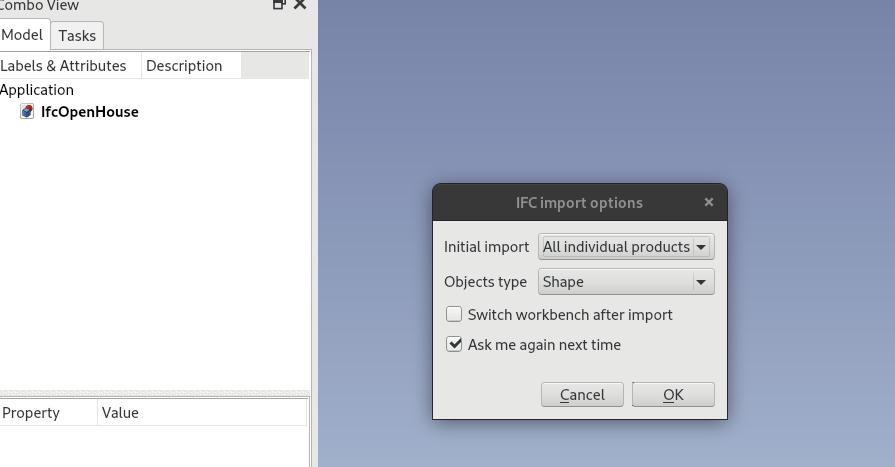 Combo View
Model Tasks
Labels & Attributes Description
Application
IfcOpenHouse
IFC import options
Initial import All individual products
Objects type Shape
Switch workbench after import
Ask me again next time
Cancel OK
Property Value